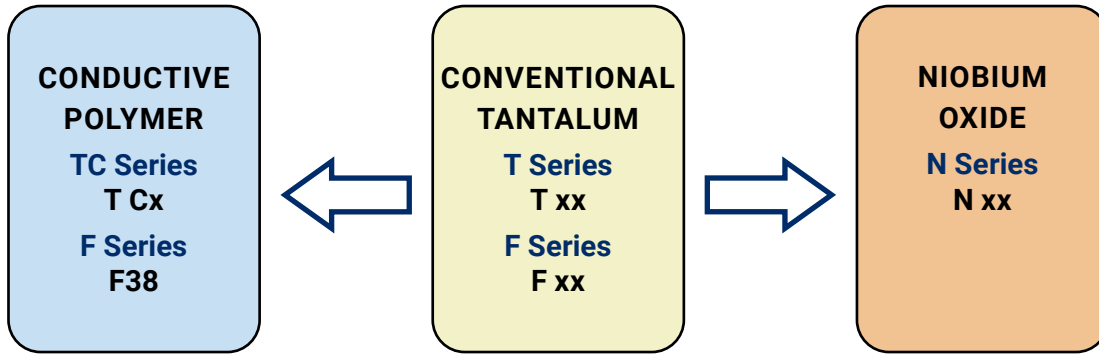 CONDUCTIVE
POLYMER
TC Series
T Cx
F Series
F38
CONVENTIONAL
TANTALUM
T Series
T xx
F Series
F xx
NIOBIUM
OXIDE
N Series
N xx